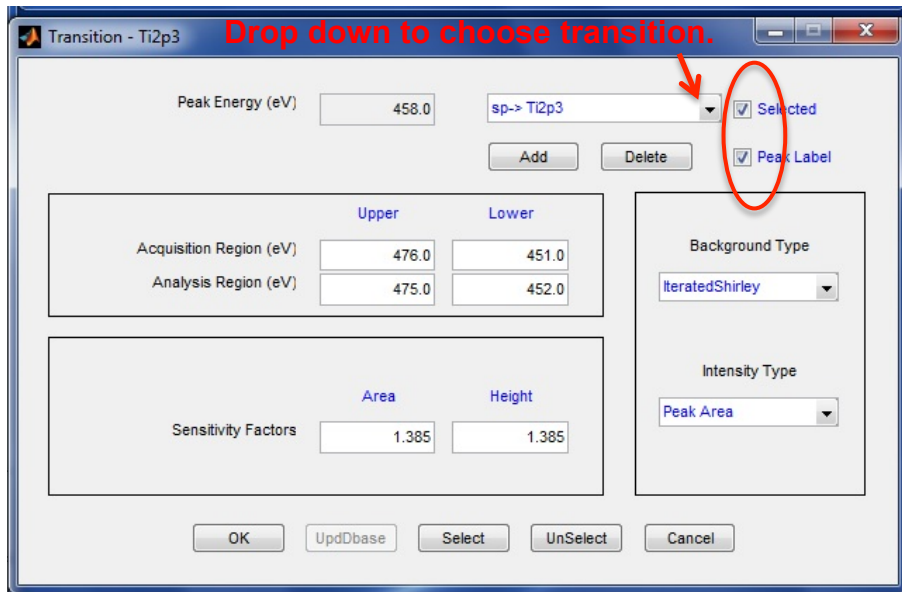 Transition - Ti2p3
Drop down to choose transition.
Peak Energy (eV) 458.0 sp-> Ti2p3 Selected
Add Delete Peak Label
Upper Lower
Acquisition Region (eV) 476.0 451.0
Analysis Region (eV) 475.0 452.0
Background Type
IteratedShirley
Area Height
Sensitivity Factors 1.385 1.385
Intensity Type
Peak Area
OK UpdDbase Select UnSelect Cancel